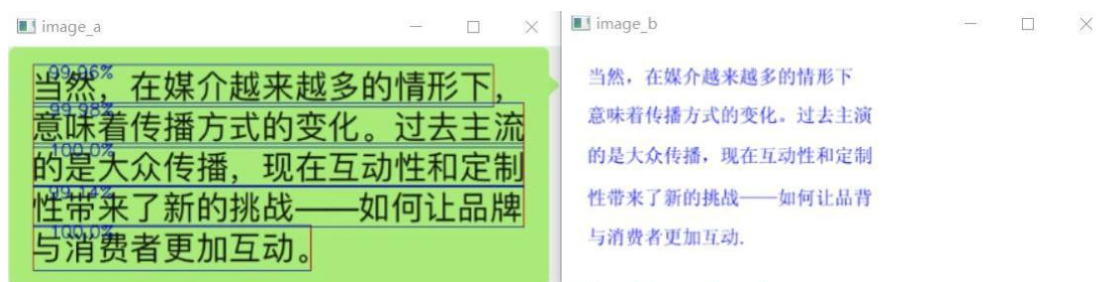 image_a
99.96%
当然，在媒介越来越多的情形下，
99.98%
意味着传播方式的变化。过去主流
100.0%
的是大众传播，现在互动性和定制
99.14%
性带来了新的挑战——如何让品牌
100.0%
与消费者更加互动。
image_b
当然，在媒介越来越多的情形下
意味着传播方式的变化。过去主演
的是大众传播，现在互动性和定制
性带来了新的挑战——如何让品背
与消费者更加互动.